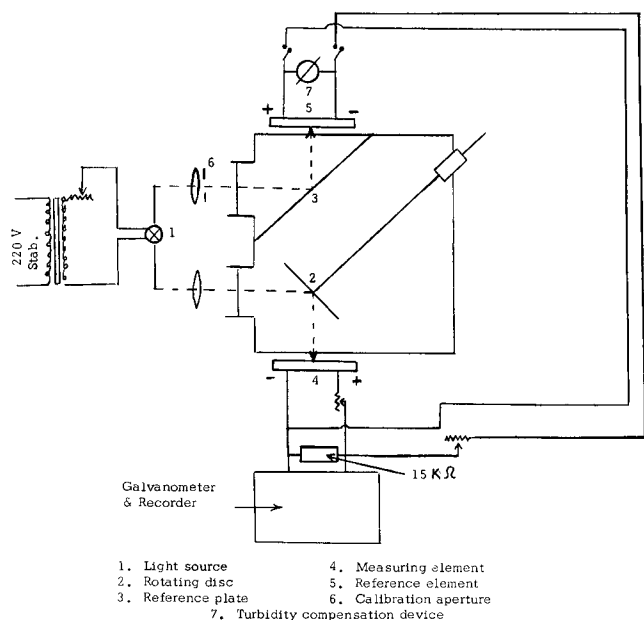 7
5
+ -
6
3
1
220 V
Stab.
2
- 4 +
15 KΩ
Galvanometer
& Recorder
1. Light source
2. Rotating disc
3. Reference plate
4. Measuring element
5. Reference element
6. Calibration aperture
7. Turbidity compensation device